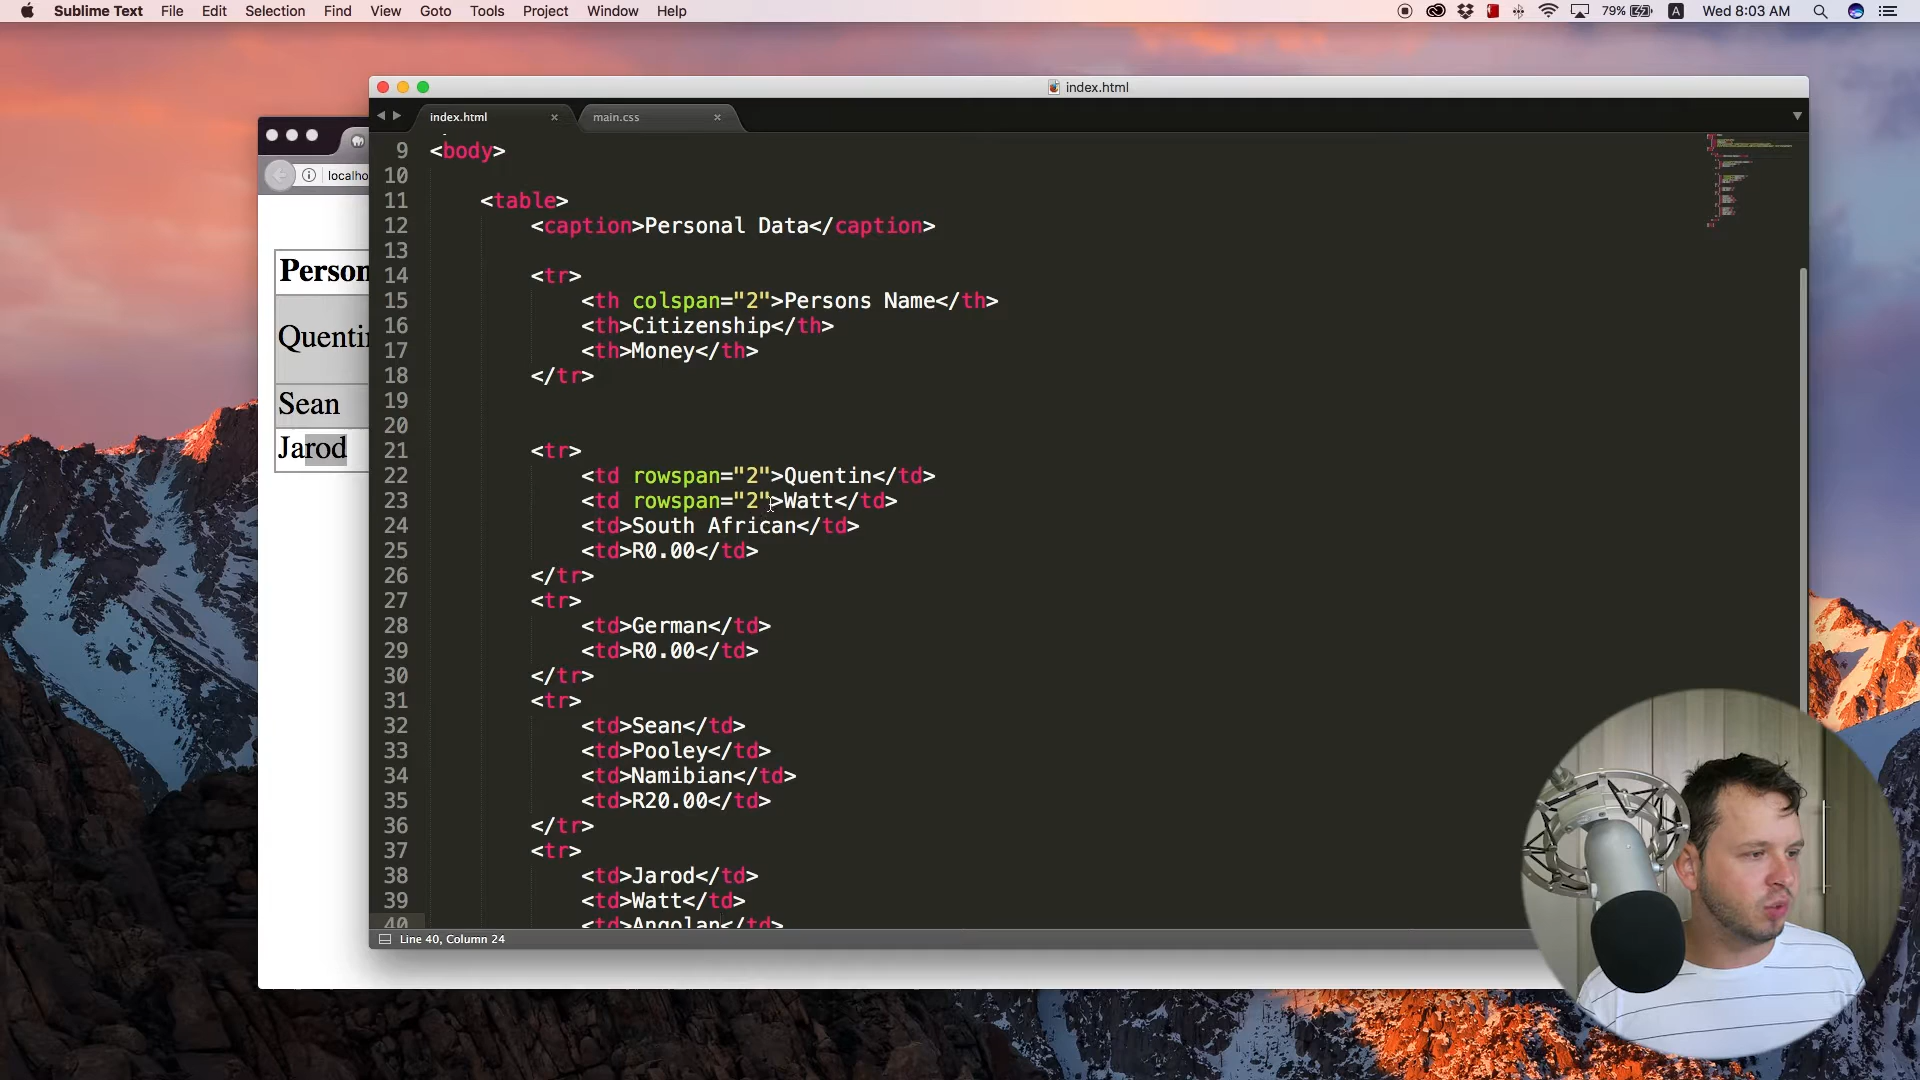 Sublime Text File Edit Selection Find View Goto Tools Project Window Help 79% A Wed 8:03 AM
index.html
index.html × main.css ×
localho
Person
Quentin
Sean
Jarod
9 <body>
10
11 <table>
12 <caption>Personal Data</caption>
13
14 <tr>
15 <th colspan="2">Persons Name</th>
16 <th>Citizenship</th>
17 <th>Money</th>
18 </tr>
19
20
21 <tr>
22 <td rowspan="2">Quentin</td>
23 <td rowspan="2">Watt</td>
24 <td>South African</td>
25 <td>R0.00</td>
26 </tr>
27 <tr>
28 <td>German</td>
29 <td>R0.00</td>
30 </tr>
31 <tr>
32 <td>Sean</td>
33 <td>Pooley</td>
34 <td>Namibian</td>
35 <td>R20.00</td>
36 </tr>
37 <tr>
38 <td>Jarod</td>
39 <td>Watt</td>
40 <td>Angolan</td>
Line 40, Column 24